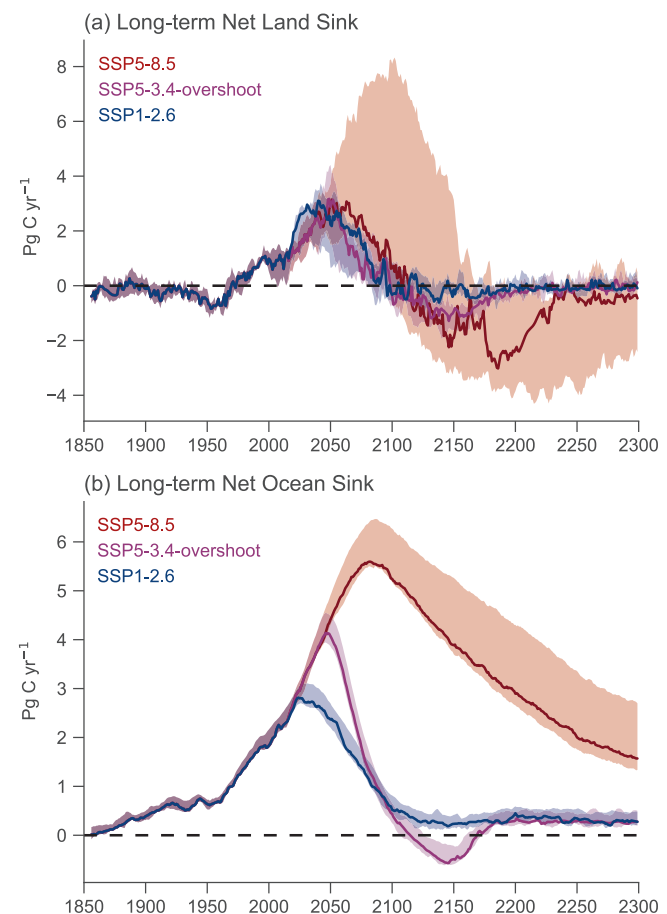 (a) Long-term Net Land Sink
SSP5-8.5
SSP5-3.4-overshoot
SSP1-2.6
Pg C yr⁻¹
8
6
4
2
0
−2
−4
1850 1900 1950 2000 2050 2100 2150 2200 2250 2300
(b) Long-term Net Ocean Sink
SSP5-8.5
SSP5-3.4-overshoot
SSP1-2.6
Pg C yr⁻¹
6
5
4
3
2
1
0
1850 1900 1950 2000 2050 2100 2150 2200 2250 2300